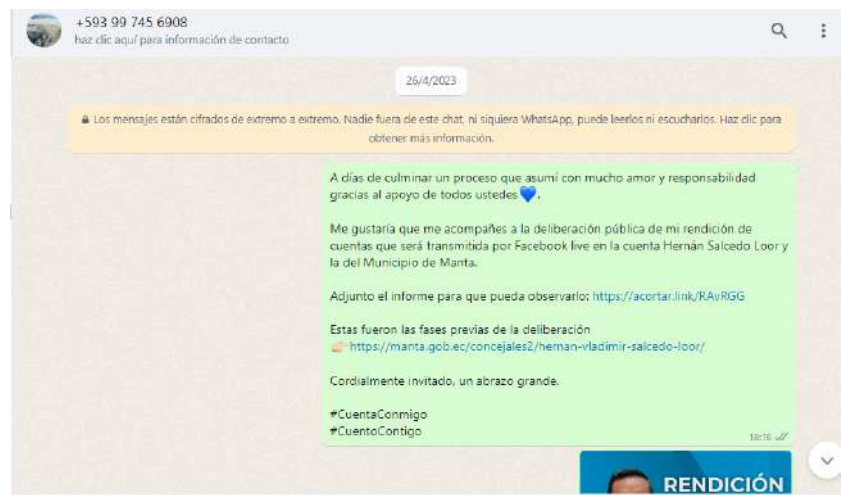 +593 99 745 6908
haz clic aquí para información de contacto
26/4/2023
Los mensajes están cifrados de extremo a extremo. Nadie fuera de este chat, ni siquiera WhatsApp, puede leerlos ni escucharlos. Haz clic para
obtener más información.
A días de culminar un proceso que asumí con mucho amor y responsabilidad
gracias al apoyo de todos ustedes💙.
Me gustaría que me acompañes a la deliberación pública de mi rendición de
cuentas que será transmitida por Facebook live en la cuenta Hernán Salcedo Loor y
la del Municipio de Manta.
Adjunto el informe para que pueda observarlo: https://acortar.link/RAvRGG
Estas fueron las fases previas de la deliberación
👉🏻https://manta.gob.ec/concejales2/hernan-vladimir-salcedo-loor/
Cordialmente invitado, un abrazo grande.
#CuentaConmigo
#CuentoContigo
18:16
RENDICIÓN